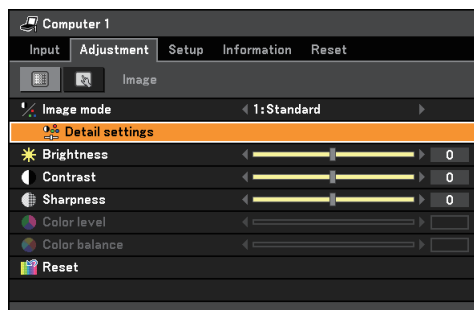 Computer 1
Input Adjustment Setup Information Reset
Image
Image mode 1:Standard
Detail settings
Brightness 0
Contrast 0
Sharpness 0
Color level
Color balance
Reset